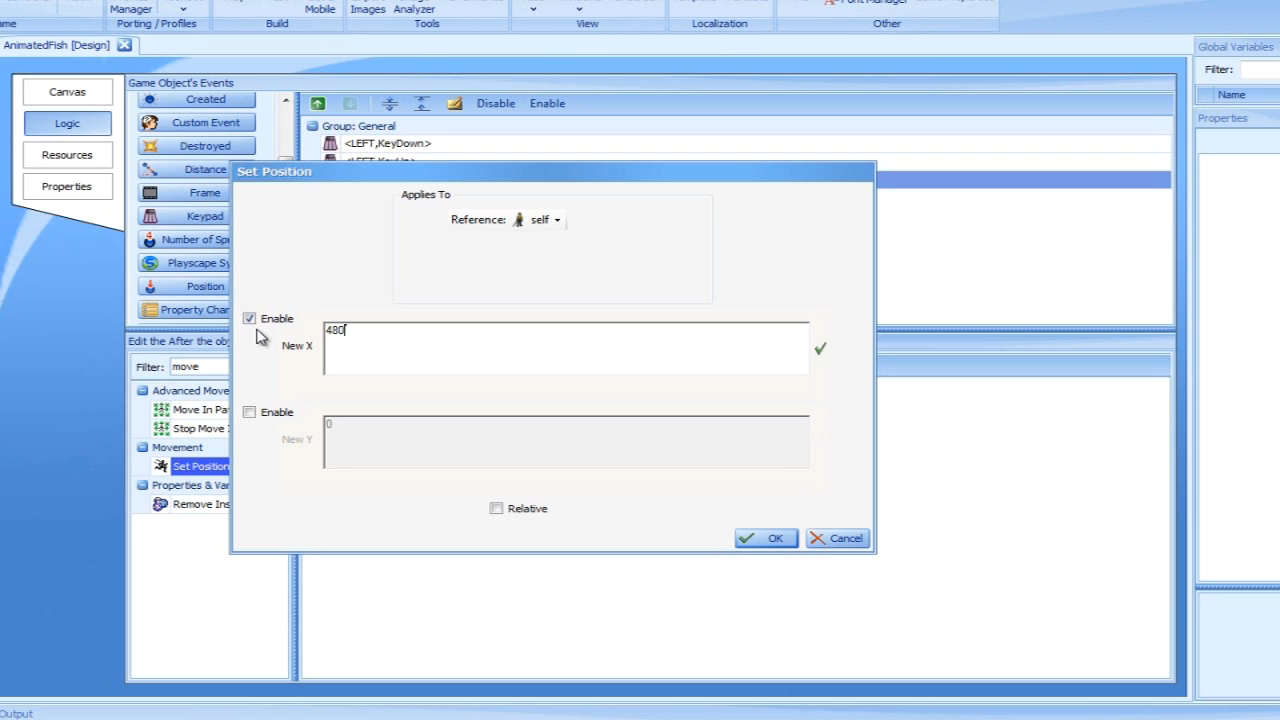 Manager
Mobile
Images
Analyzer
Font Manager
Porting / Profiles
Build
Tools
View
Localization
Other
AnimatedFish [Design]
Global Variables
Filter:
Name
Properties
Canvas
Logic
Resources
Properties
Game Object's Events
Created
Custom Event
Destroyed
Distance
Frame
Keypad
Number of Spr
Playscape Sy
Position
Property Chan
Disable
Enable
Group: General
<LEFT,KeyDown>
<LEFT,KeyUp>
Set Position
Applies To
Reference:
self
Enable
480
New X
Enable
0
New Y
Relative
OK
Cancel
Edit the After the ob
Filter:
move
Advanced Move
Move In Pa
Stop Move I
Movement
Set Position
Properties & Var
Remove Ins
Output